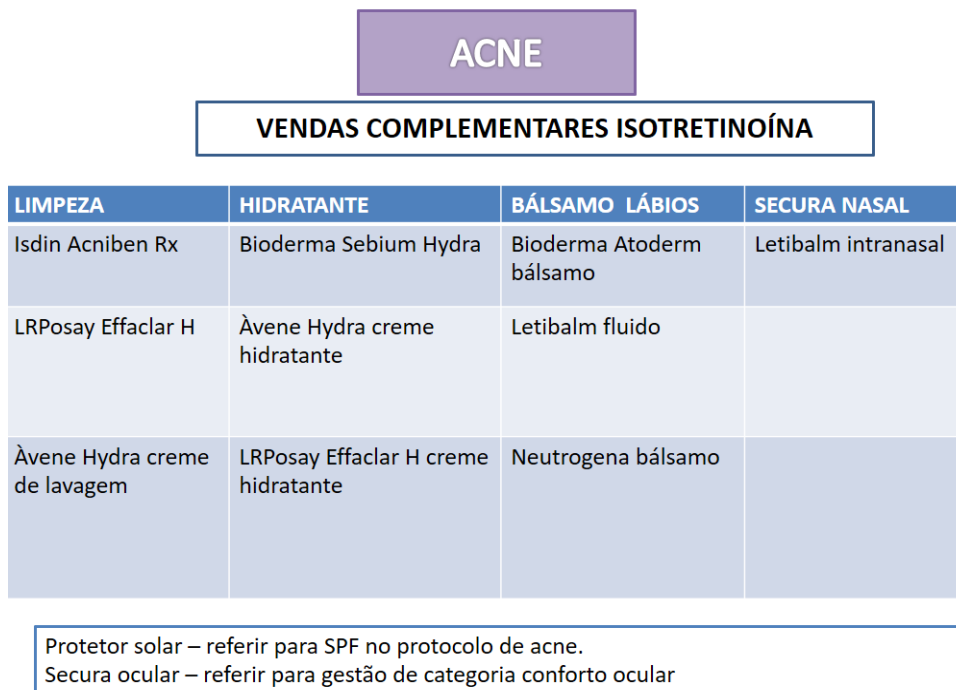 ACNE
VENDAS COMPLEMENTARES ISOTRETINOÍNA
LIMPEZA HIDRATANTE BÁLSAMO LÁBIOS SECURA NASAL
Isdin Acniben Rx Bioderma Sebium Hydra Bioderma Atoderm Letibalm intranasal
bálsamo
LRPosay Effaclar H Àvene Hydra creme Letibalm fluido
hidratante
Àvene Hydra creme LRPosay Effaclar H creme Neutrogena bálsamo
de lavagem hidratante
Protetor solar – referir para SPF no protocolo de acne.
Secura ocular – referir para gestão de categoria conforto ocular